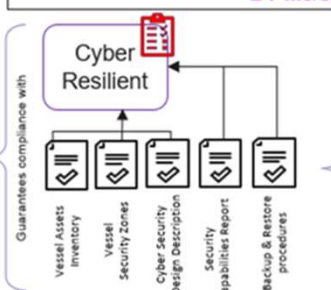 Cyber
Resilient
Guarantees compliance with
Vessel Assets
Inventory
Vessel
Security Zones
Cyber Security
Design Description
Security
Capabilities Report
Backup & Restore
procedures